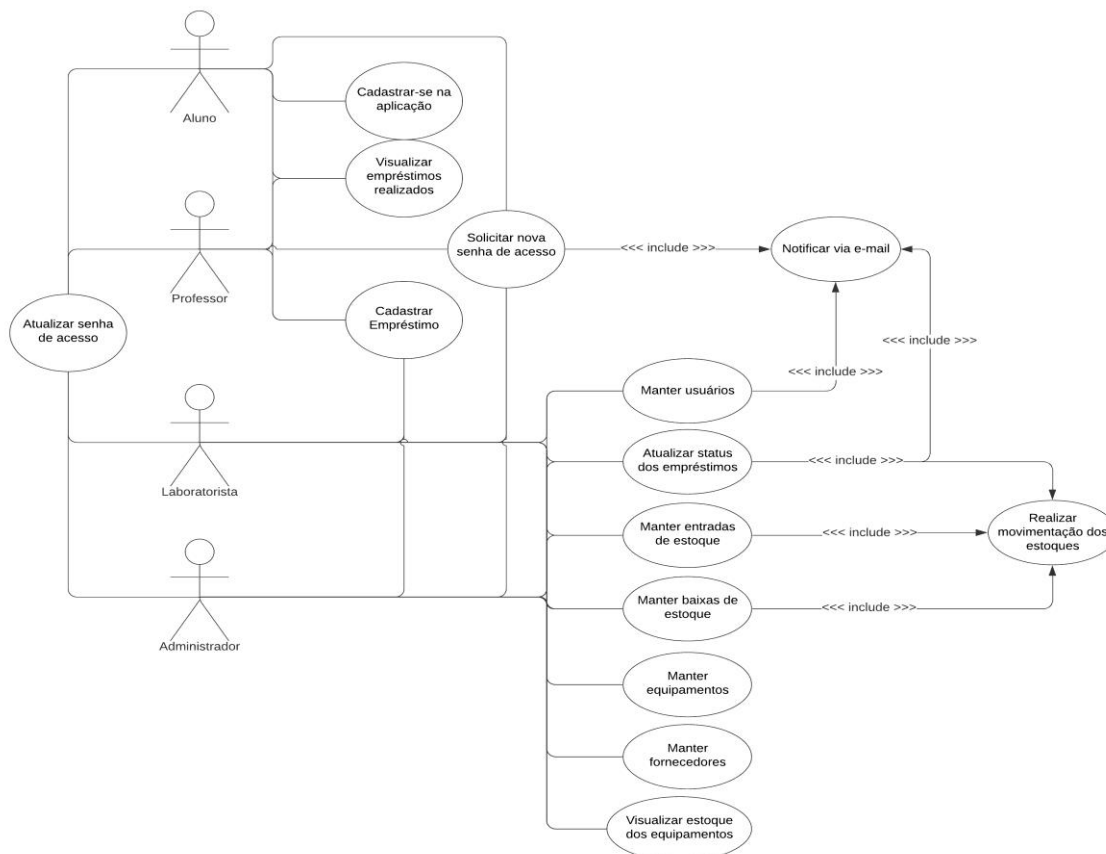 Aluno
Cadastrar-se na
aplicação
Visualizar
empréstimos
realizados
Professor
Solicitar nova
senha de acesso
<<< include >>>
Notificar via e-mail
Atualizar senha
de acesso
Cadastrar
Empréstimo
<<< include >>>
<<< include >>>
Manter usuários
Laboratorista
Atualizar status
dos empréstimos
<<< include >>>
Manter entradas
de estoque
<<< include >>>
Realizar
movimentação dos
estoques
Administrador
Manter baixas de
estoque
<<< include >>>
Manter
equipamentos
Manter
fornecedores
Visualizar estoque
dos equipamentos